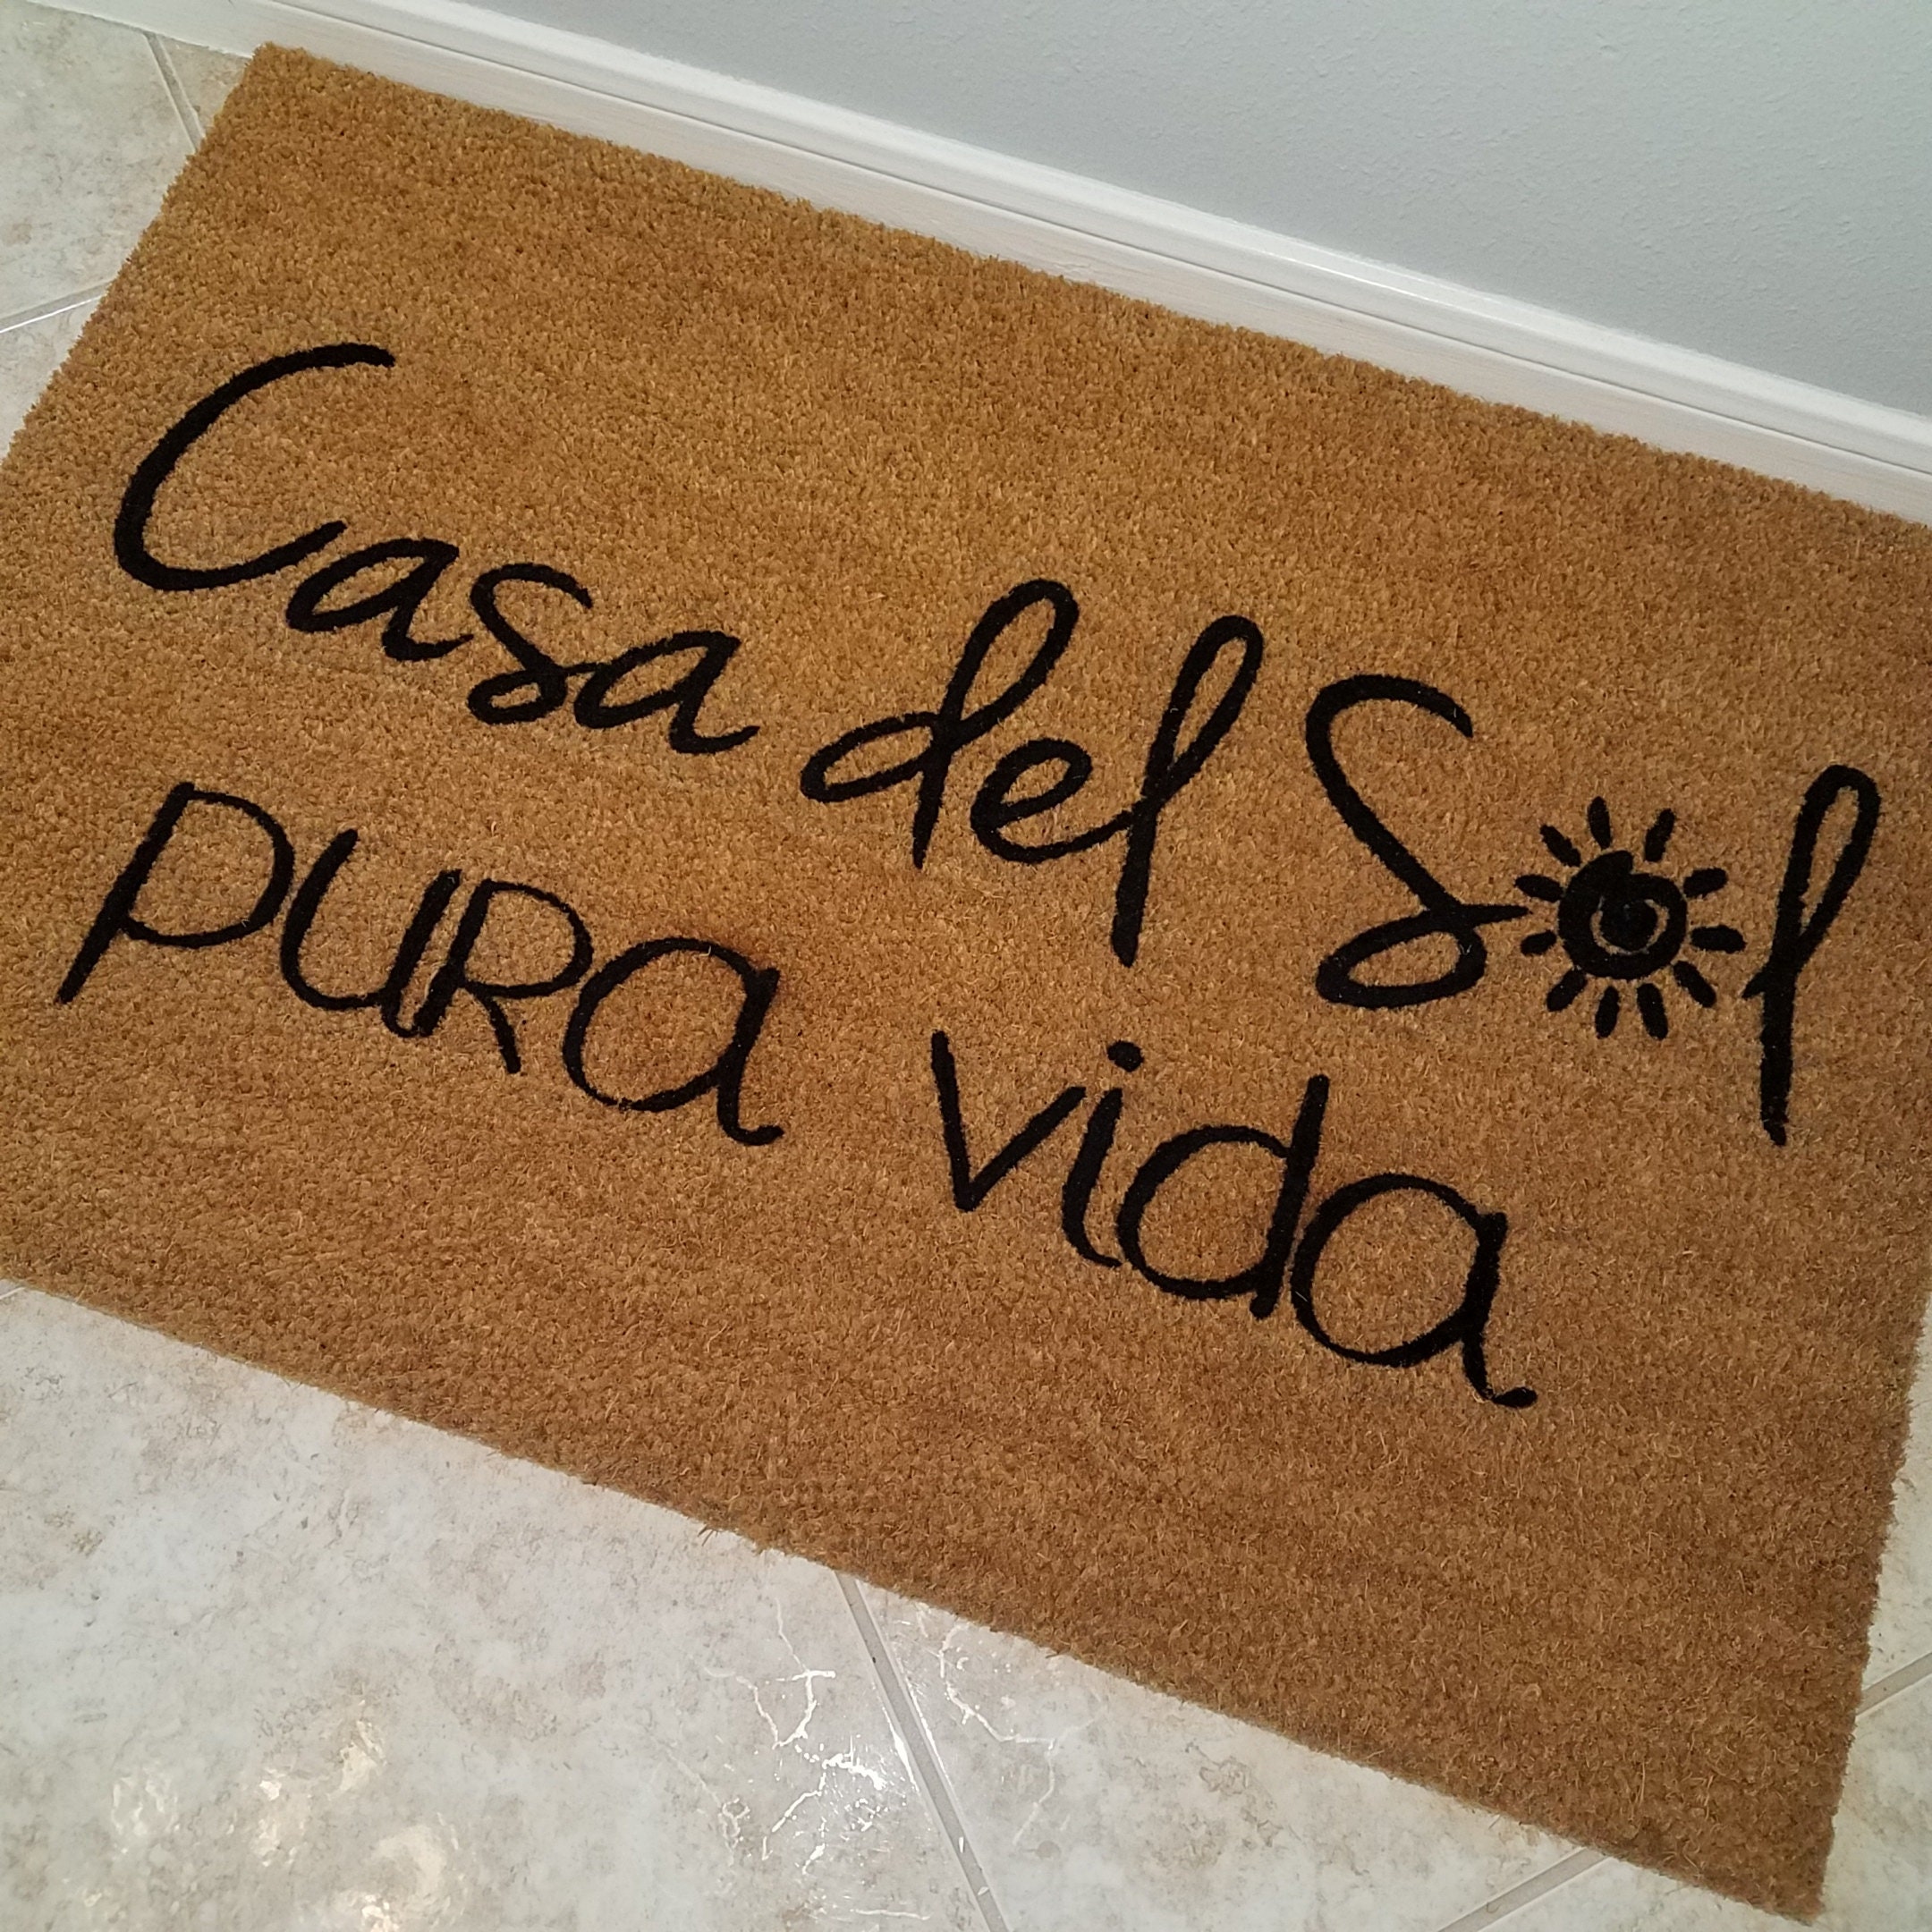 Casa del Sol
PURA vida